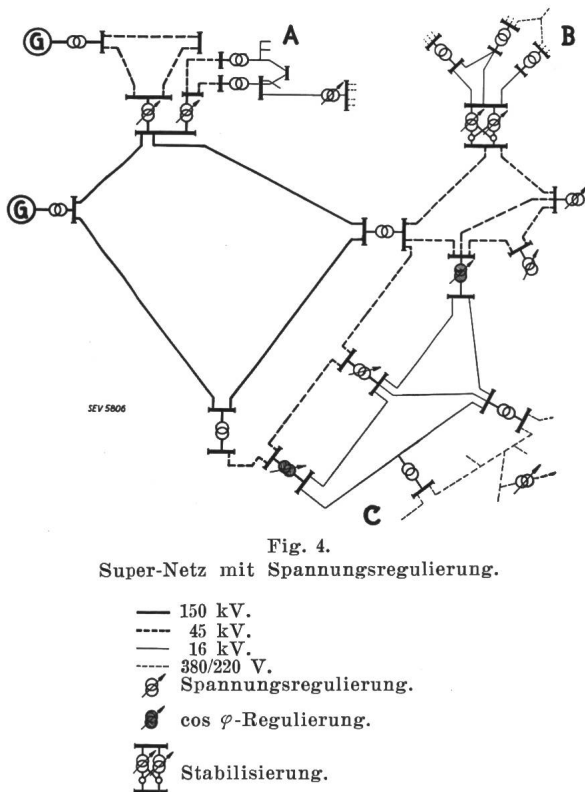 G
A
B
G
SEV 5806
C
Fig. 4.
Super-Netz mit Spannungsregulierung.
150 kV.
45 kV.
16 kV.
380/220 V.
Spannungsregulierung.
cos φ-Regulierung.
Stabilisierung.